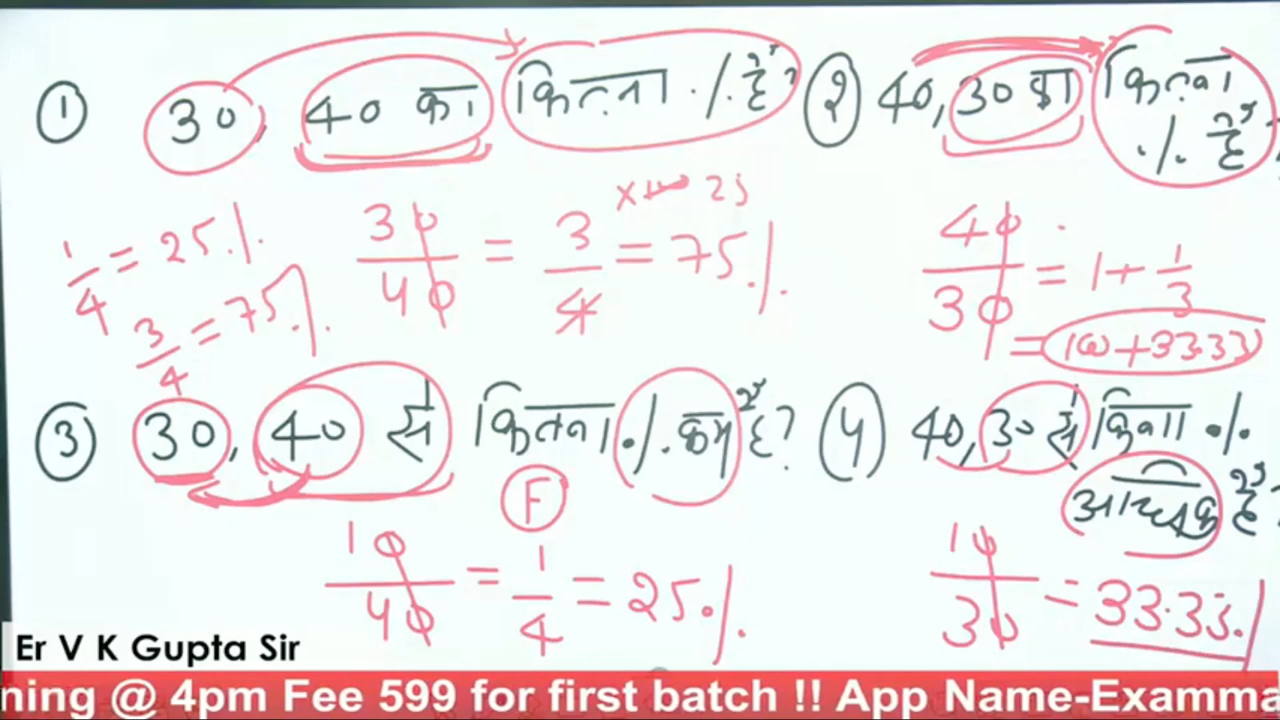 ① 30, 40 का कितना % है?
1/4 = 25%
3/4 = 75%
30/40 = 3/4 = 75%
25
② 40, 30 का कितना % है?
40/30 = 1 + 1/3
= 100 + 33.33
③ 30, 40 से कितना % कम है?
F
10/40 = 1/4 = 25%
④ 40, 30 से कितना % अधिक है?
10/30 = 33.33%
Er V K Gupta Sir
ning @ 4pm Fee 599 for first batch !! App Name-Examma